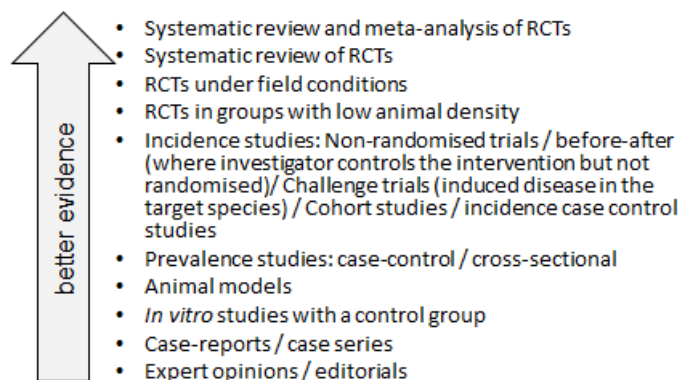 better evidence
• Systematic review and meta-analysis of RCTs
• Systematic review of RCTs
• RCTs under field conditions
• RCTs in groups with low animal density
• Incidence studies: Non-randomised trials / before-after
(where investigator controls the intervention but not
randomised)/ Challenge trials (induced disease in the
target species) / Cohort studies / incidence case control
studies
• Prevalence studies: case-control / cross-sectional
• Animal models
• In vitro studies with a control group
• Case-reports / case series
• Expert opinions / editorials